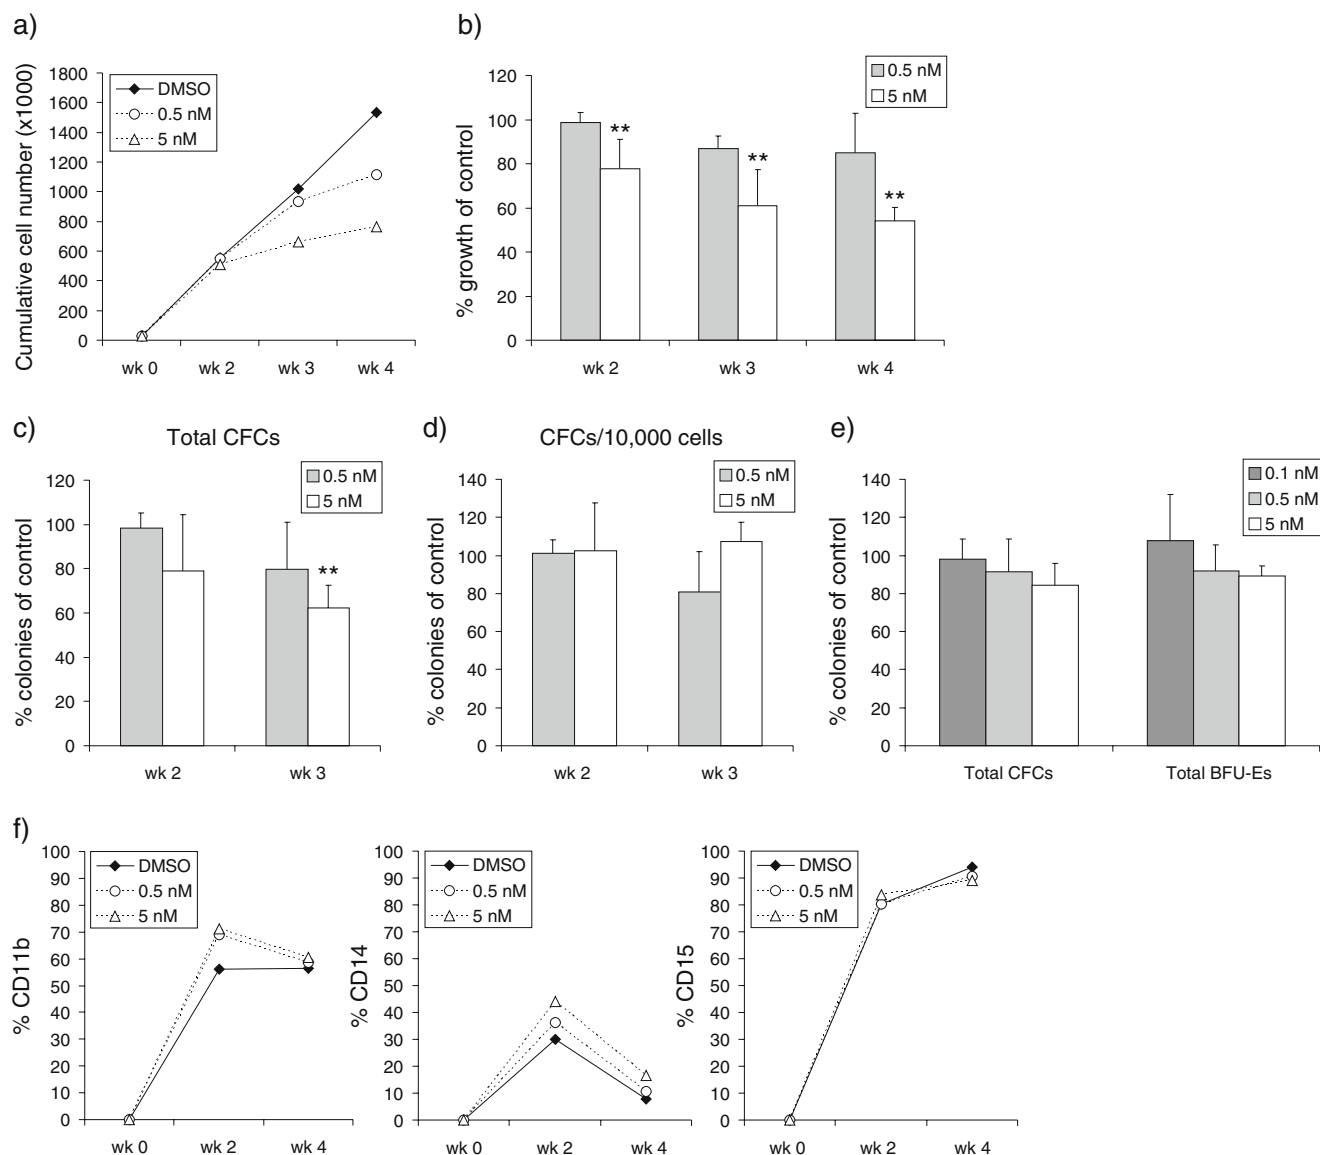 a)
Cumulative cell number (x1000)
1800
1600
1400
1200
1000
800
600
400
200
0
DMSO
0.5 nM
5 nM
wk 0 wk 2 wk 3 wk 4
b)
% growth of control
120
100
80
60
40
20
0
0.5 nM
5 nM
**
**
**
wk 2 wk 3 wk 4
c)
Total CFCs
% colonies of control
120
100
80
60
40
20
0
0.5 nM
5 nM
**
wk 2 wk 3
d)
CFCs/10,000 cells
% colonies of control
140
120
100
80
60
40
20
0
0.5 nM
5 nM
wk 2 wk 3
e)
% colonies of control
140
120
100
80
60
40
20
0
0.1 nM
0.5 nM
5 nM
Total CFCs Total BFU-Es
f)
% CD11b
100
90
80
70
60
50
40
30
20
10
0
DMSO
0.5 nM
5 nM
wk 0 wk 2 wk 4
% CD14
100
90
80
70
60
50
40
30
20
10
0
DMSO
0.5 nM
5 nM
wk 0 wk 2 wk 4
% CD15
100
90
80
70
60
50
40
30
20
10
0
DMSO
0.5 nM
5 nM
wk 0 wk 2 wk 4